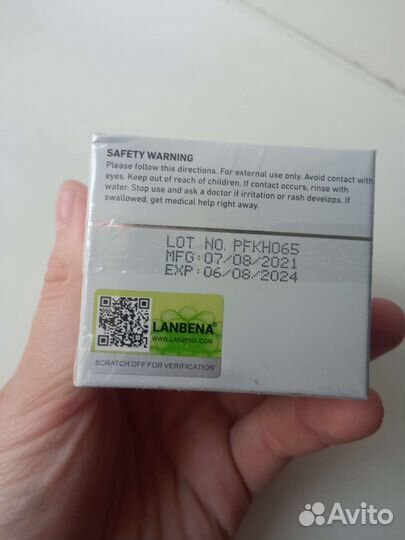 SAFETY WARNING
Please follow this directions. For external use only. Avoid contact with
eyes. Keep out of reach of children. If contact occurs, rinse with
water. Stop use and ask a doctor if irritation or rash develops. If
swallowed, get medical help right away.
LOT NO. PFKH065
MFG:07/08/2021
EXP:06/08/2024
LANBENA®
WWW.LANBENA.COM
SCRATCH OFF FOR VERIFICATION
Avito